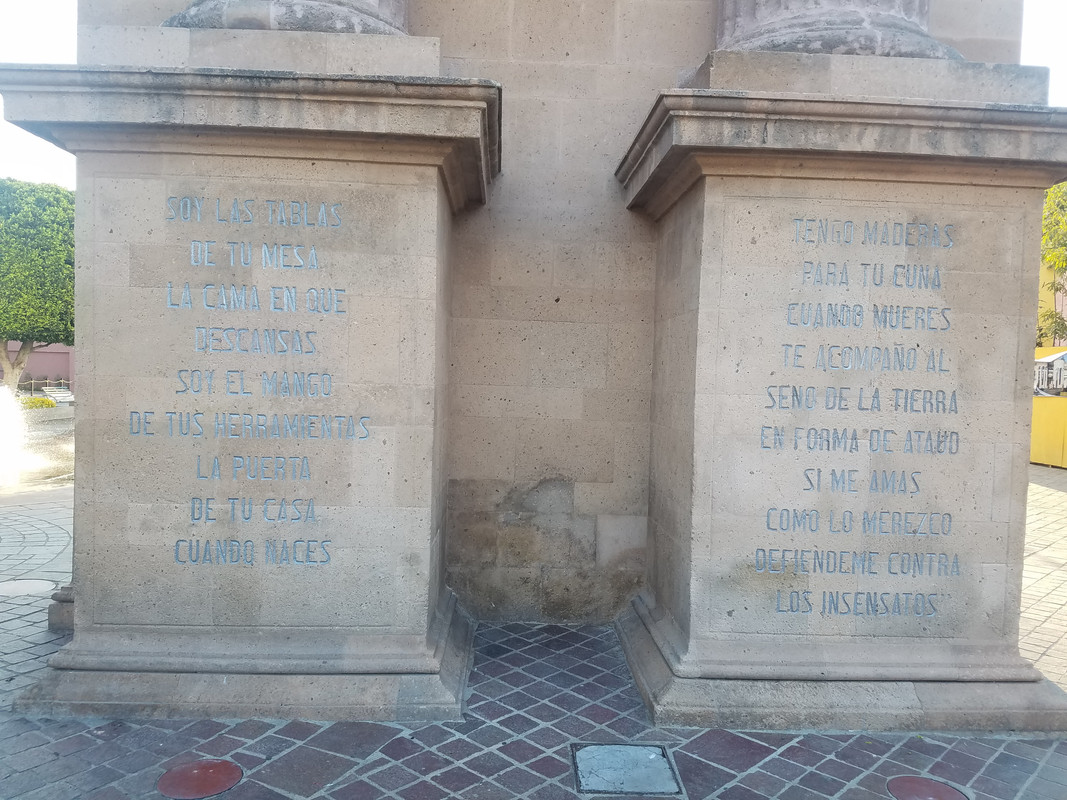 SOY LAS TABLAS
DE TU MESA
LA CAMA EN QUE
DESCANSAS
SOY EL MANGO
DE TUS HERRAMIENTAS
LA PUERTA
DE TU CASA
CUANDO NACES
TENGO MADERAS
PARA TU CUNA
CUANDO MUERES
TE ACOMPAÑO AL
SENO DE LA TIERRA
EN FORMA DE ATAUD
SI ME AMAS
COMO LO MEREZCO
DEFIENDEME CONTRA
LOS INSENSATOS"